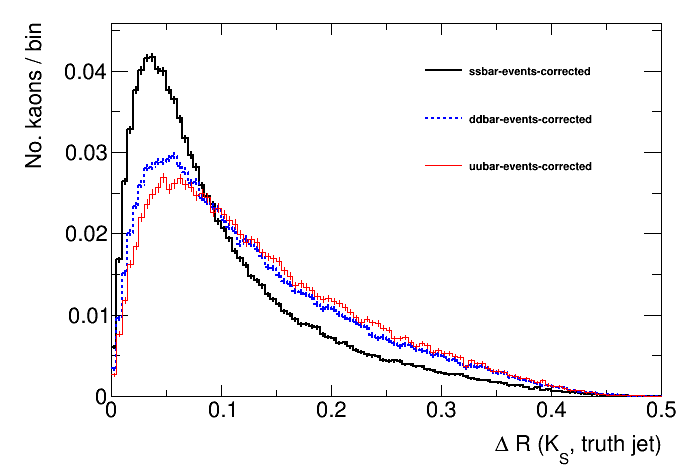 No. kaons / bin
0.04
0.03
0.02
0.01
0
ssbar-events-corrected
ddbar-events-corrected
uubar-events-corrected
0 0.1 0.2 0.3 0.4 0.5
Δ R (K_S, truth jet)